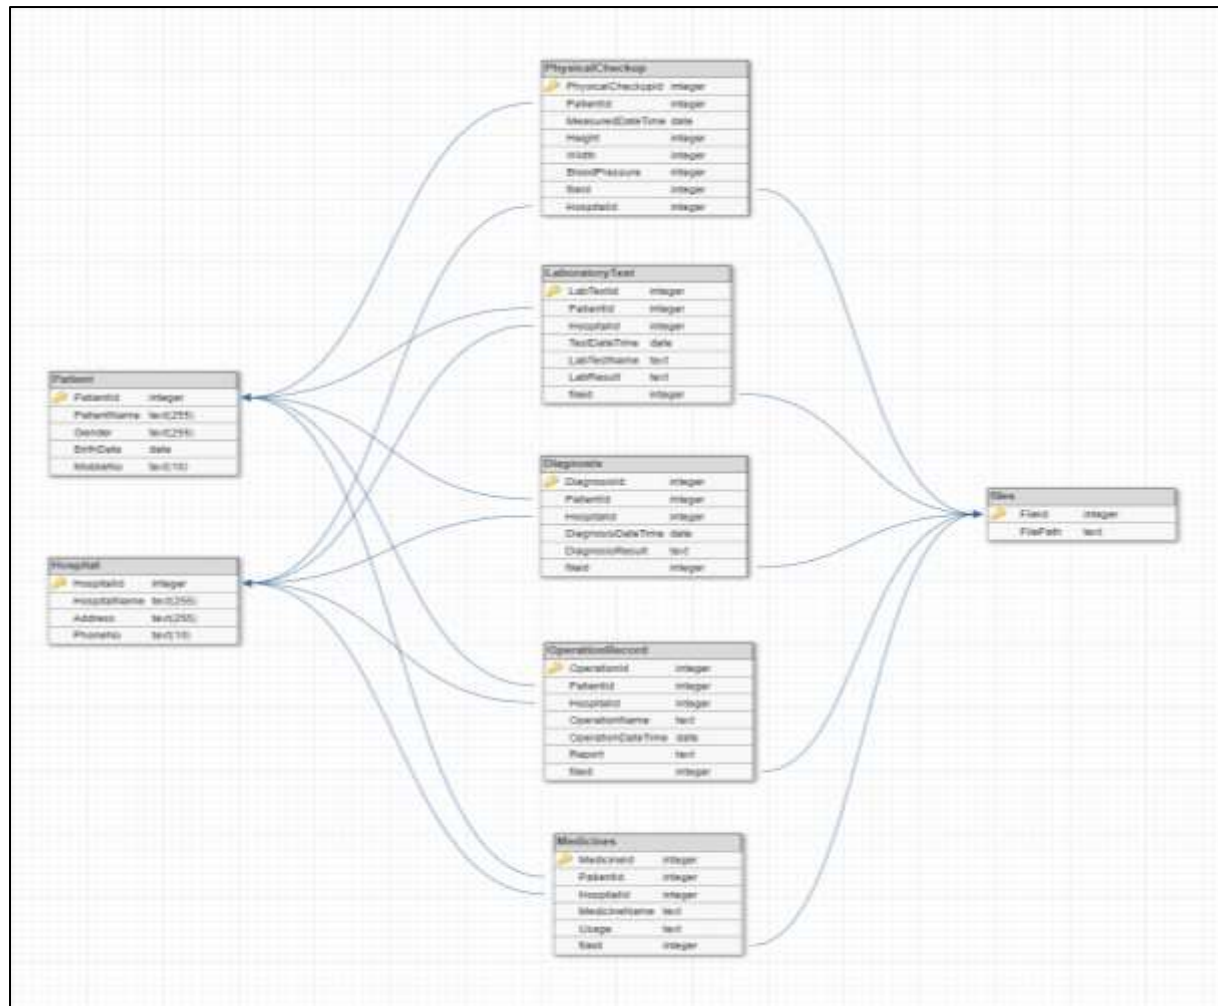 PhysicalCheckup
PhysicalCheckupId integer
PatientId integer
MeasuredDateTime date
Height integer
Width integer
BloodPressure integer
fileId integer
HospitalId integer
LaboratoryTest
LabTestId integer
PatientId integer
HospitalId integer
TestDateTime date
LabTestName text
LabResult text
fileId integer
Patient
PatientId integer
PatientName text(255)
Gender text(255)
BirthDate date
MobileNo text(10)
Diagnosis
DiagnosisId integer
PatientId integer
HospitalId integer
DiagnosisDateTime date
DiagnosisResult text
fileId integer
files
FileId integer
FilePath text
Hospital
HospitalId integer
HospitalName text(255)
Address text(255)
PhoneNo text(10)
OperationRecord
OperationId integer
PatientId integer
HospitalId integer
OperationName text
OperationDateTime date
Report text
fileId integer
Medicines
MedicineId integer
PatientId integer
HospitalId integer
MedicineName text
Usage text
fileId integer